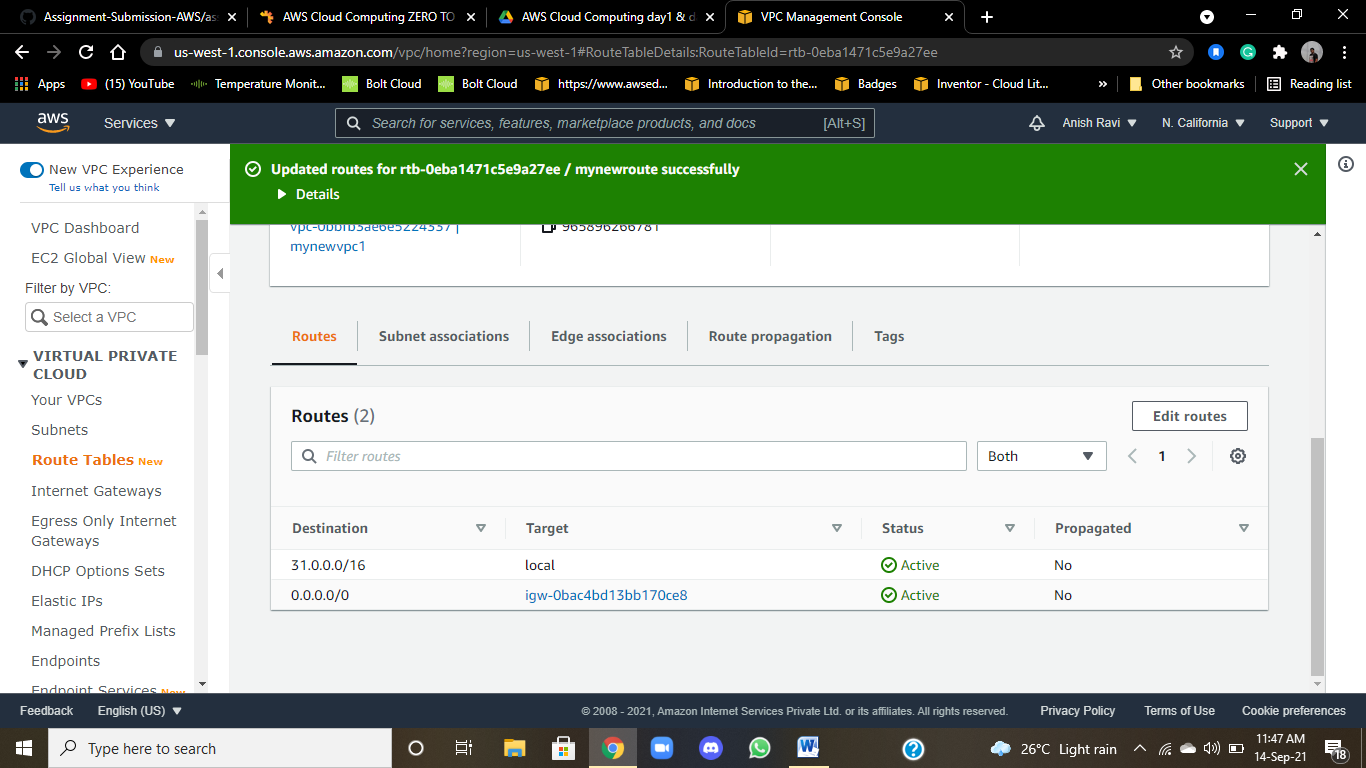 Assignment-Submission-AWS/as
AWS Cloud Computing ZERO TO
AWS Cloud Computing day1 & d
VPC Management Console
us-west-1.console.aws.amazon.com/vpc/home?region=us-west-1#RouteTableDetails:RouteTableId=rtb-0eba1471c5e9a27ee
Apps
(15) YouTube
Temperature Monit...
Bolt Cloud
Bolt Cloud
https://www.awsed...
Introduction to the...
Badges
Inventor - Cloud Lit...
»
Other bookmarks
Reading list
aws
Services
Search for services, features, marketplace products, and docs
[Alt+S]
Anish Ravi
N. California
Support
New VPC Experience
Tell us what you think
VPC Dashboard
EC2 Global View New
Filter by VPC:
Select a VPC
VIRTUAL PRIVATE
CLOUD
Your VPCs
Subnets
Route Tables New
Internet Gateways
Egress Only Internet
Gateways
DHCP Options Sets
Elastic IPs
Managed Prefix Lists
Endpoints
Endpoint Services New
Updated routes for rtb-0eba1471c5e9a27ee / mynewroute successfully
Details
vpc-0bbfb3ae6e5224337 |
mynewvpc1
965896266781
Routes
Subnet associations
Edge associations
Route propagation
Tags
Routes (2)
Edit routes
Filter routes
Both
1
Destination Target Status Propagated
31.0.0.0/16 local Active No
0.0.0.0/0 igw-0bac4bd13bb170ce8 Active No
Feedback
English (US)
© 2008 - 2021, Amazon Internet Services Private Ltd. or its affiliates. All rights reserved.
Privacy Policy
Terms of Use
Cookie preferences
Type here to search
26°C Light rain
11:47 AM
14-Sep-21
18